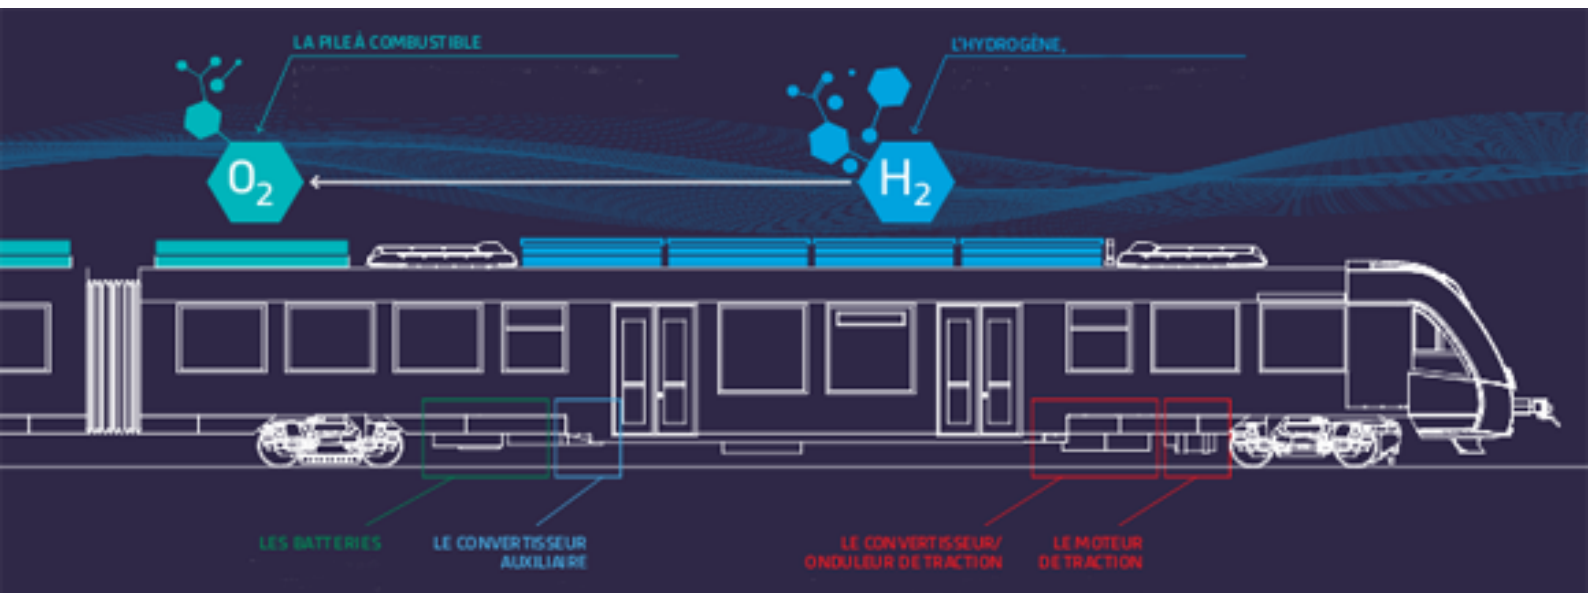 LA PILE À COMBUSTIBLE
L'HYDROGÈNE,
O₂
H₂
LES BATTERIES
LE CONVERTISSEUR
AUXILIAIRE
LE CONVERTISSEUR/
ONDULEUR DE TRACTION
LE MOTEUR
DE TRACTION